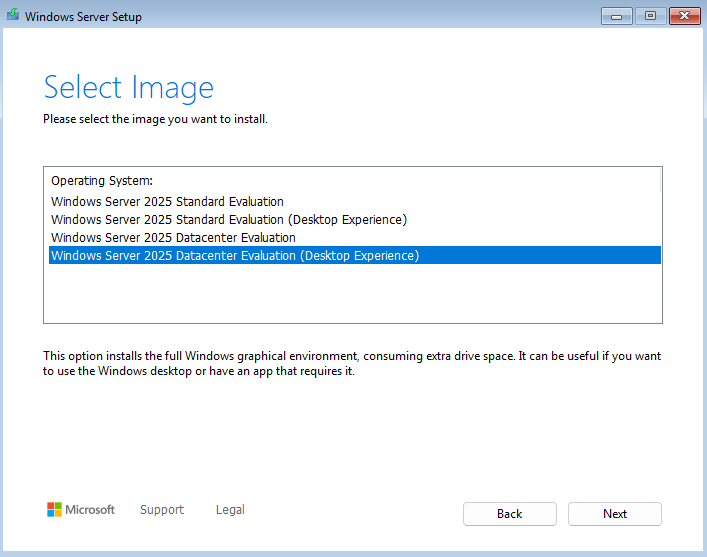 Windows Server Setup
Select Image
Please select the image you want to install.
Operating System:
Windows Server 2025 Standard Evaluation
Windows Server 2025 Standard Evaluation (Desktop Experience)
Windows Server 2025 Datacenter Evaluation
Windows Server 2025 Datacenter Evaluation (Desktop Experience)
This option installs the full Windows graphical environment, consuming extra drive space. It can be useful if you want
to use the Windows desktop or have an app that requires it.
Microsoft Support Legal Back Next